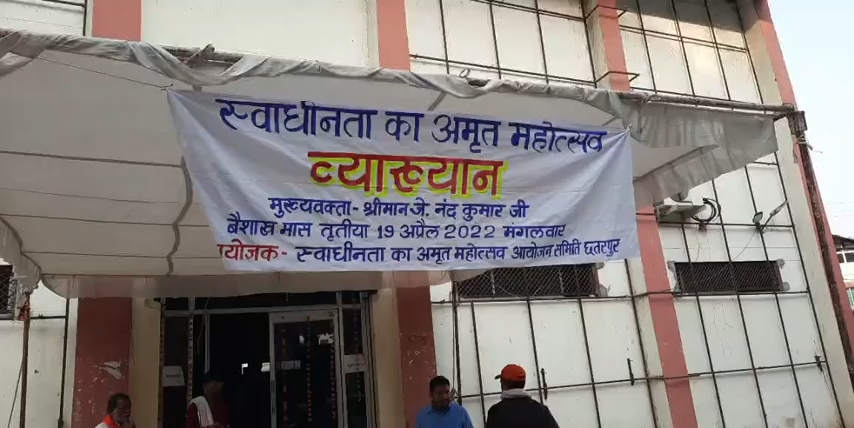 स्वाधीनता का अमृत महोत्सव
व्याख्यान
मुख्यवक्ता- श्रीमान जे. नंद कुमार जी
बैशाख मास तृतीया 19 अप्रैल 2022 मंगलवार
योजक- स्वाधीनता का अमृत महोत्सव आयोजन समिति छतरपुर